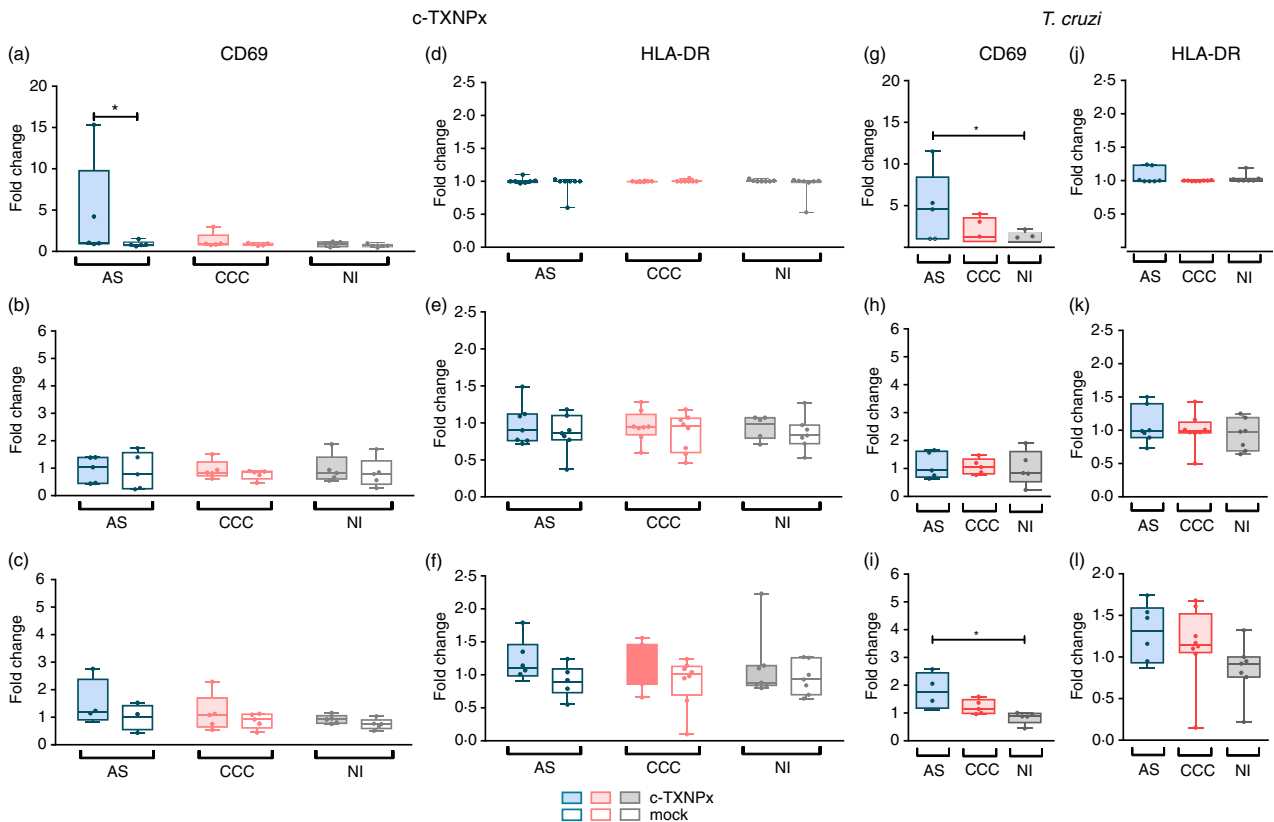 c-TXNPx
T. cruzi
(a)
CD69
(d)
HLA-DR
(g)
CD69
(j)
HLA-DR
Fold change
20
15
10
5
0
*
AS
CCC
NI
Fold change
2·5
2·0
1·5
1·0
0·5
0·0
AS
CCC
NI
Fold change
20
15
10
5
0
*
AS
CCC
NI
Fold change
2·5
2·0
1·5
1·0
0·5
AS
CCC
NI
(b)
Fold change
6
5
4
3
2
1
0
AS
CCC
NI
(e)
Fold change
2·5
2·0
1·5
1·0
0·5
0·0
AS
CCC
NI
(h)
Fold change
6
5
4
3
2
1
0
AS
CCC
NI
(k)
Fold change
2·5
2·0
1·5
1·0
0·5
0·0
AS
CCC
NI
(c)
Fold change
6
5
4
3
2
1
0
AS
CCC
NI
(f)
Fold change
2·5
2·0
1·5
1·0
0·5
0·0
AS
CCC
NI
(i)
Fold change
6
5
4
3
2
1
0
*
AS
CCC
NI
(l)
Fold change
2·0
1·5
1·0
0·5
0·0
AS
CCC
NI
c-TXNPx
mock